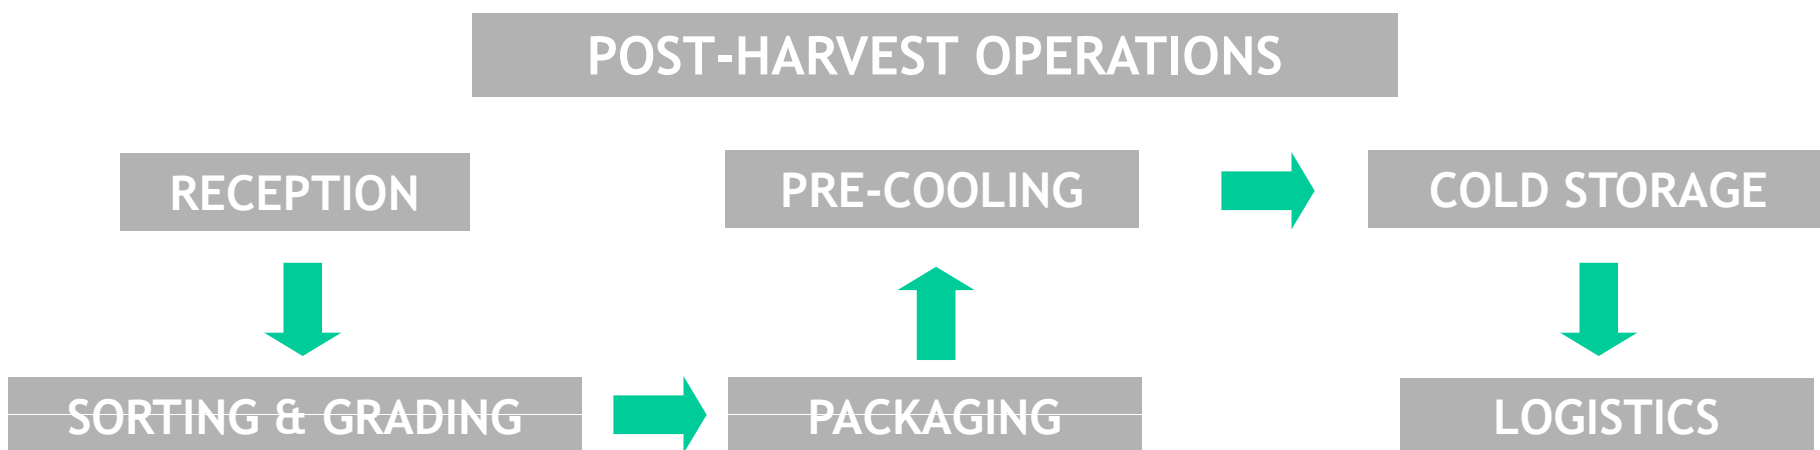 POST-HARVEST OPERATIONS
RECEPTION
PRE-COOLING
COLD STORAGE
SORTING & GRADING
PACKAGING
LOGISTICS